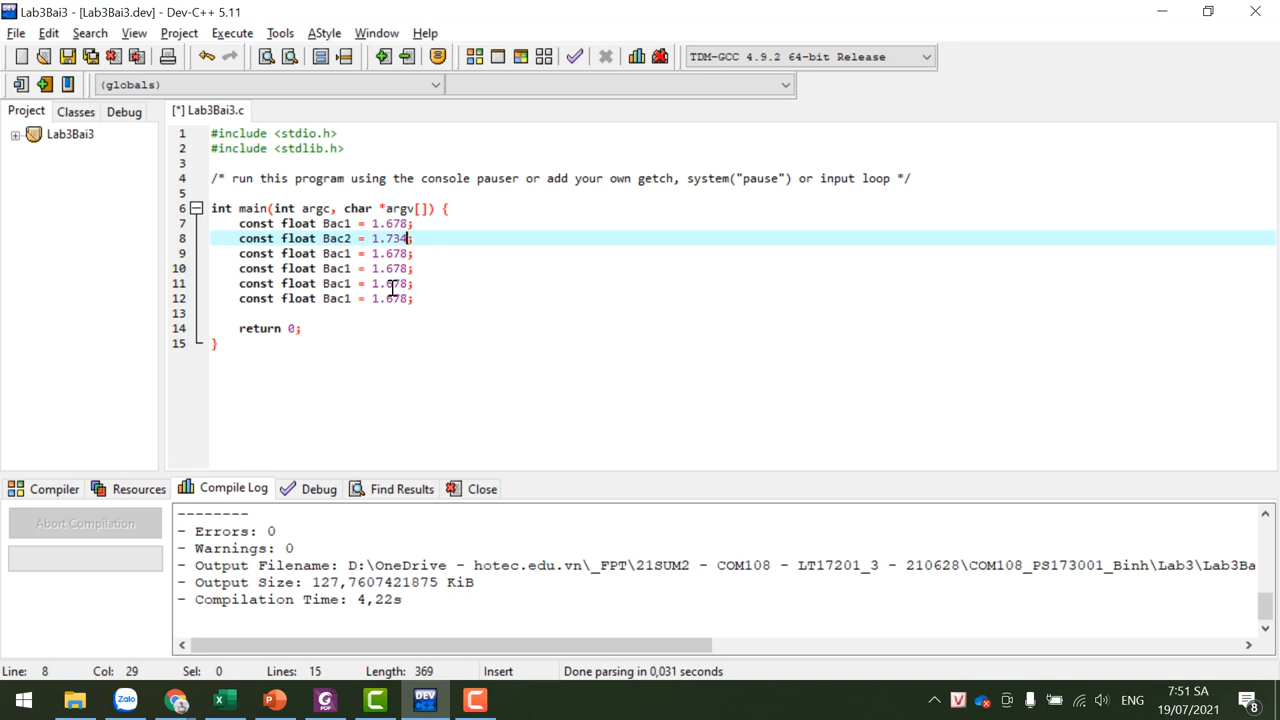 Lab3Bai3 - [Lab3Bai3.dev] - Dev-C++ 5.11
File Edit Search View Project Execute Tools AStyle Window Help
TDM-GCC 4.9.2 64-bit Release
(globals)
Project Classes Debug [*] Lab3Bai3.c
Lab3Bai3
1 #include <stdio.h>
2 #include <stdlib.h>
3
4 /* run this program using the console pauser or add your own getch, system("pause") or input loop */
5
6 int main(int argc, char *argv[]) {
7 const float Bac1 = 1.678;
8 const float Bac2 = 1.734;
9 const float Bac1 = 1.678;
10 const float Bac1 = 1.678;
11 const float Bac1 = 1.678;
12 const float Bac1 = 1.678;
13
14 return 0;
15 }
Compiler Resources Compile Log Debug Find Results Close
Abort Compilation
--------
- Errors: 0
- Warnings: 0
- Output Filename: D:\OneDrive - hotec.edu.vn\_FPT\21SUM2 - COM108 - LT17201_3 - 210628\COM108_PS173001_Binh\Lab3\Lab3Ba
- Output Size: 127,7607421875 KiB
- Compilation Time: 4,22s
Line: 8 Col: 29 Sel: 0 Lines: 15 Length: 369 Insert Done parsing in 0,031 seconds
Zalo PDF DEV ENG 7:51 SA
19/07/2021 8